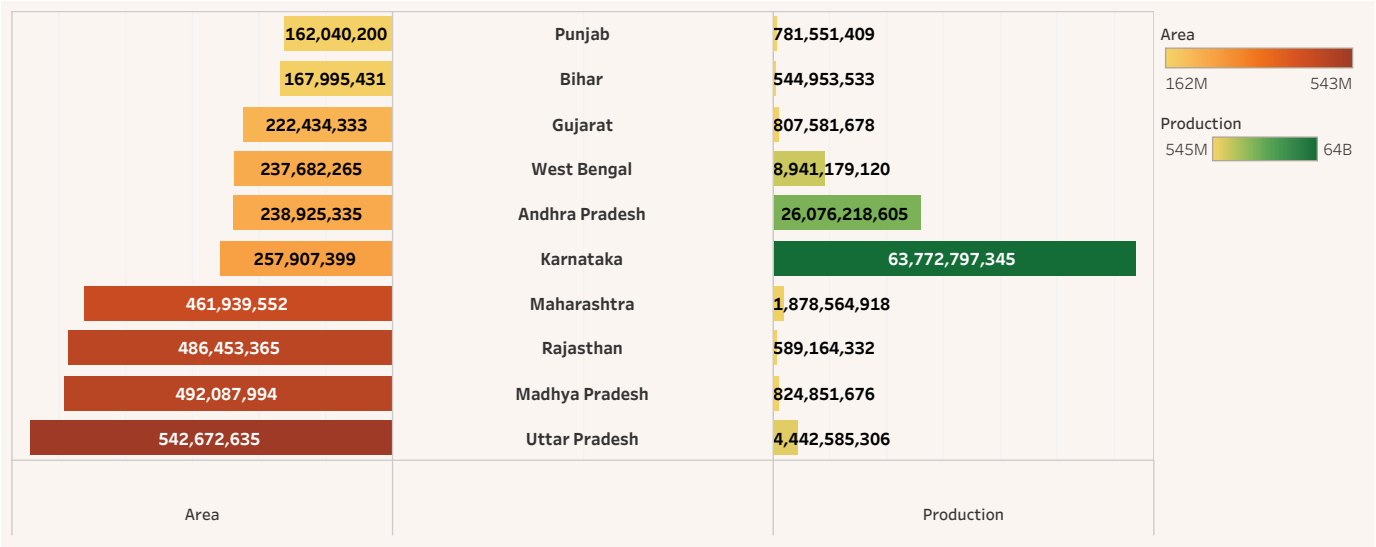 162,040,200 Punjab 781,551,409
167,995,431 Bihar 544,953,533
222,434,333 Gujarat 807,581,678
237,682,265 West Bengal 8,941,179,120
238,925,335 Andhra Pradesh 26,076,218,605
257,907,399 Karnataka 63,772,797,345
461,939,552 Maharashtra 1,878,564,918
486,453,365 Rajasthan 589,164,332
492,087,994 Madhya Pradesh 824,851,676
542,672,635 Uttar Pradesh 4,442,585,306
Area Production
Area
162M 543M
Production
545M 64B